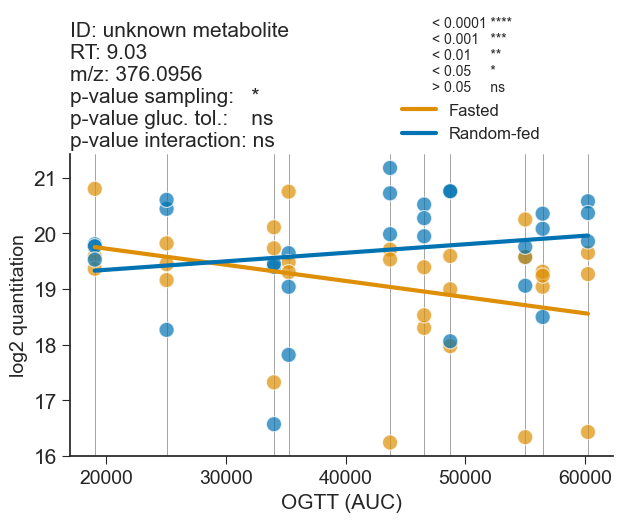 ID: unknown metabolite
RT: 9.03
m/z: 376.0956
p-value sampling: *
p-value gluc. tol.: ns
p-value interaction: ns
< 0.0001 ****
< 0.001 ***
< 0.01 **
< 0.05 *
> 0.05 ns
Fasted
Random-fed
log2 quantitation
21
20
19
18
17
16
20000 30000 40000 50000 60000
OGTT (AUC)